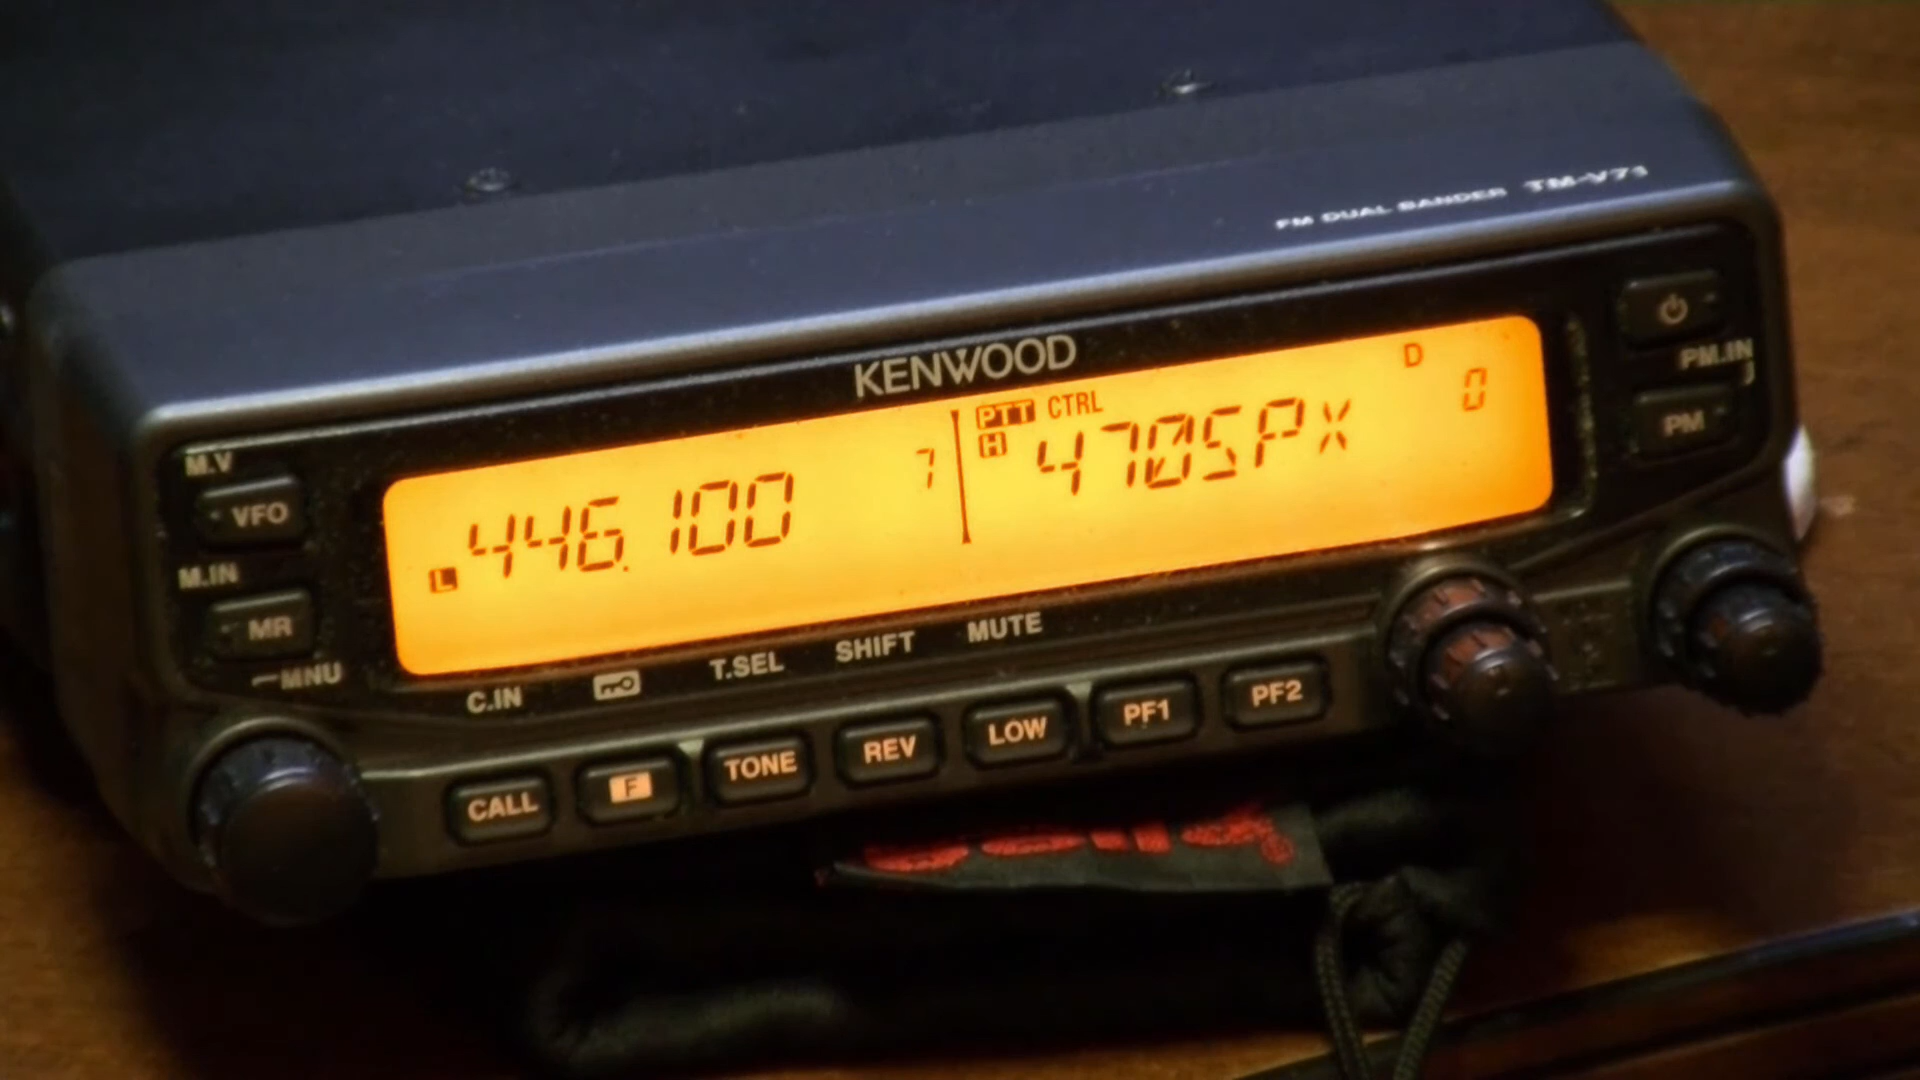 FM DUAL BANDER TM-V71
KENWOOD
PTT CTRL D
H 470SPX 0
L 446.100 7
M.V
VFO
M.IN
MR
MNU
PM.IN
PM
C.IN T.SEL SHIFT MUTE
CALL F TONE REV LOW PF1 PF2